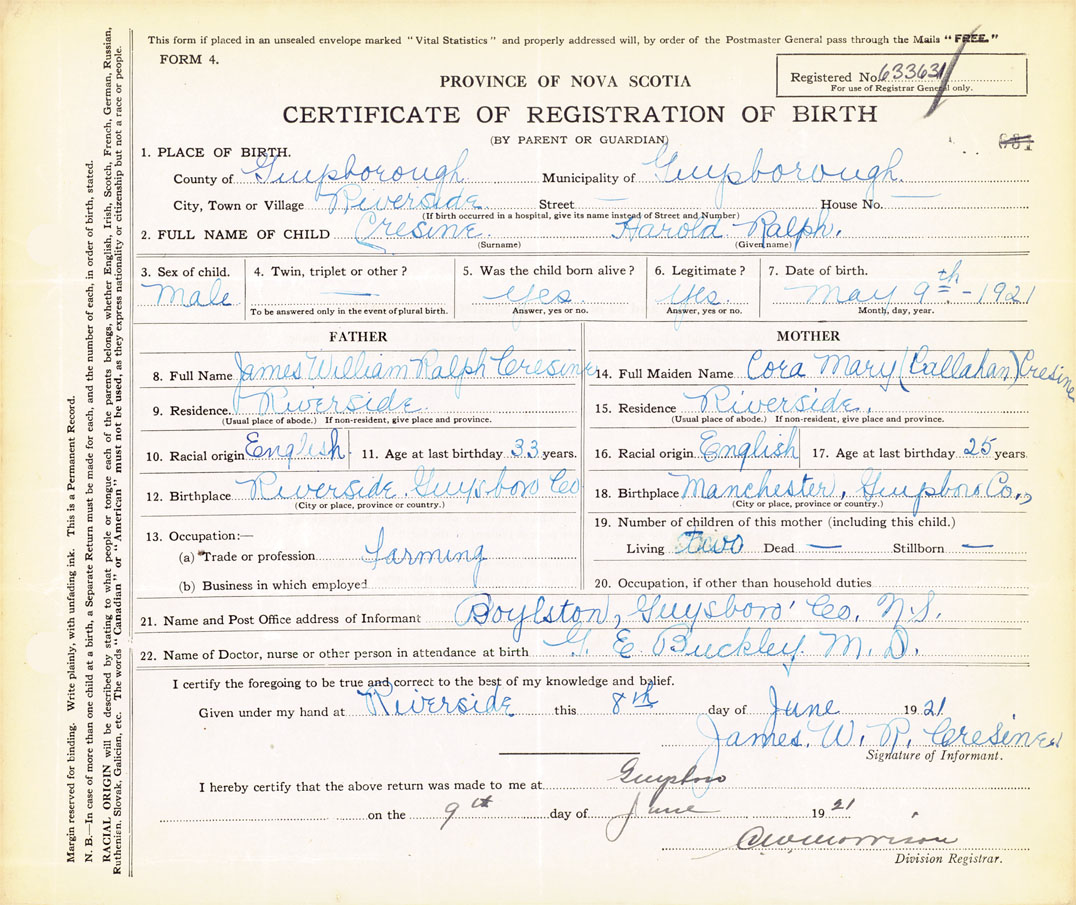 This form if placed in an unsealed envelope marked "Vital Statistics" and properly addressed will, by order of the Postmaster General pass through the Mails "FREE."
FORM 4.
PROVINCE OF NOVA SCOTIA
Registered No. 633631
For use of Registrar General only.
CERTIFICATE OF REGISTRATION OF BIRTH
(BY PARENT OR GUARDIAN)
681
1. PLACE OF BIRTH.
County of Guysborough Municipality of Guysborough.
City, Town or Village Riverside Street — House No. —
(If birth occurred in a hospital, give its name instead of Street and Number)
2. FULL NAME OF CHILD Cresine. Harold Ralph.
(Surname) (Given name)
3. Sex of child. 4. Twin, triplet or other? 5. Was the child born alive? 6. Legitimate? 7. Date of birth.
Male — Yes. Yes. May 9th - 1921
To be answered only in the event of plural birth. Answer, yes or no. Answer, yes or no. Month, day, year.
FATHER
8. Full Name James William Ralph Cresine
9. Residence. Riverside.
(Usual place of abode.) If non-resident, give place and province.
10. Racial origin English 11. Age at last birthday 33 years.
12. Birthplace Riverside Guysboro Co
(City or place, province or country.)
13. Occupation:—
(a) Trade or profession farming
(b) Business in which employed
MOTHER
14. Full Maiden Name Cora Mary (Callahan) Cresine
15. Residence Riverside,
(Usual place of abode.) If non-resident, give place and province.
16. Racial origin English 17. Age at last birthday 25 years
18. Birthplace Manchester, Guysboro Co.,
(City or place, province or country.)
19. Number of children of this mother (including this child.)
Living two Dead — Stillborn —
20. Occupation, if other than household duties
21. Name and Post Office address of Informant Boylston, Guysboro' Co, N.S.
22. Name of Doctor, nurse or other person in attendance at birth G. E. Buckley. M. D.
I certify the foregoing to be true and correct to the best of my knowledge and belief.
Given under my hand at Riverside this 8th day of June 1921
James. W. R. Cresine
Signature of Informant.
I hereby certify that the above return was made to me at Guysboro
on the 9th day of June 1921
Morrison
Division Registrar.
Margin reserved for binding. Write plainly, with unfading ink. This is a Permanent Record.
N. B.—In case of more than one child at a birth, a Separate Return must be made for each, and the number of each, in order of birth, stated.
RACIAL ORIGIN will be described by stating to what people or tongue each of the parents belongs, whether English, Irish, Scotch, French, German, Russian,
Ruthenian, Slovak, Galician, etc. The words "Canadian" or "American" must not be used, as they express nationality or citizenship but not a race or people.